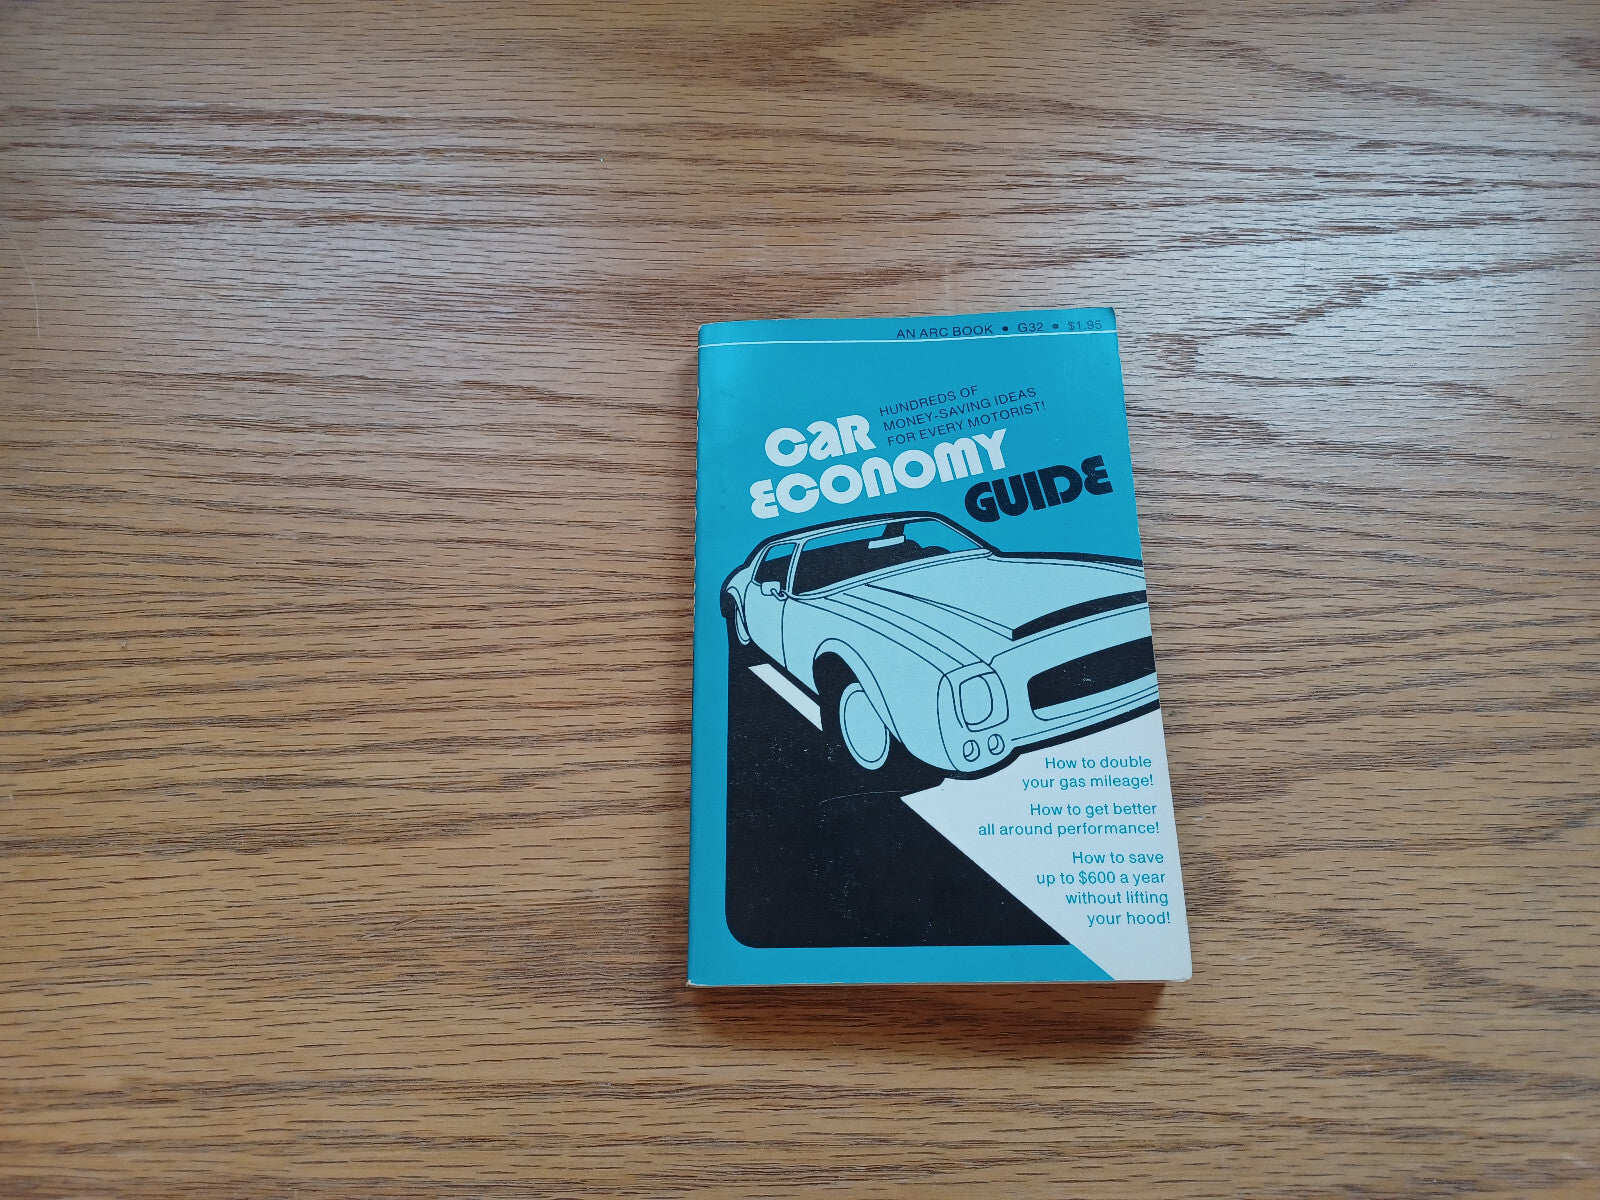 AN ARC BOOK • G32 • $1.95
HUNDREDS OF
MONEY-SAVING IDEAS
FOR EVERY MOTORIST!
CAR
ECONOMY
GUIDE
How to double
your gas mileage!
How to get better
all around performance!
How to save
up to $600 a year
without lifting
your hood!